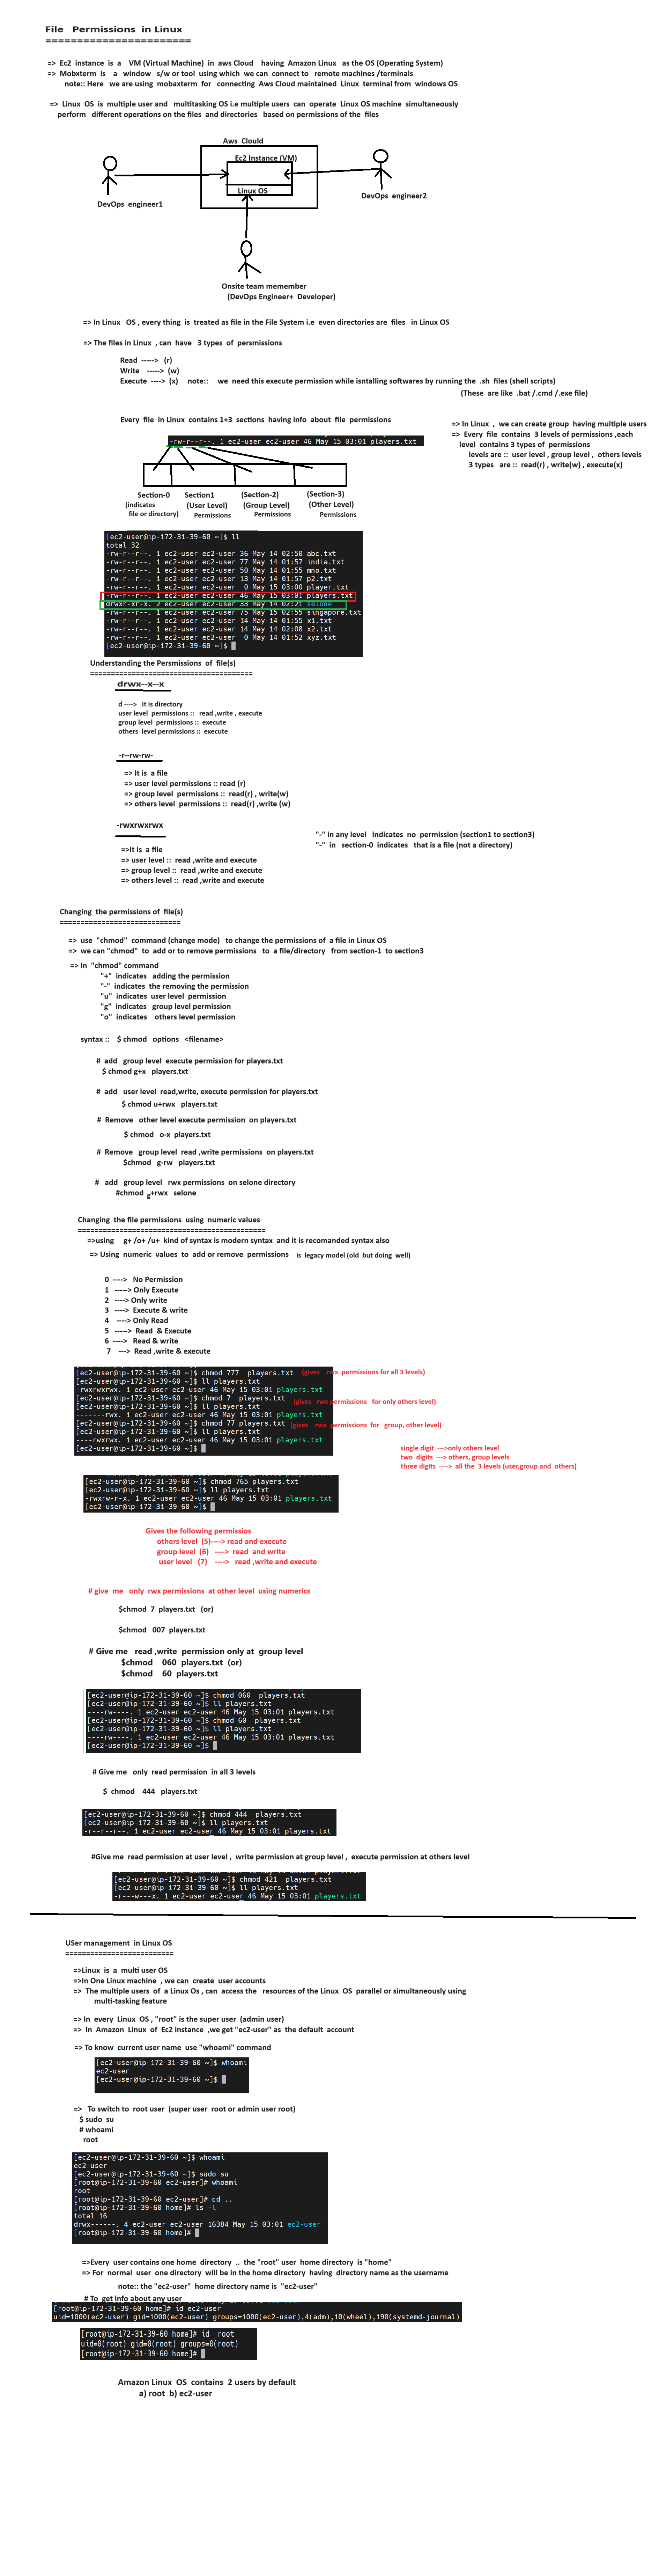 File Permissions in Linux
=======================
=> Ec2 instance is a VM (Virtual Machine) in aws Cloud having Amazon Linux as the OS (Operating System)
=> Mobxterm is a window s/w or tool using which we can connect to remote machines /terminals
note:: Here we are using mobaxterm for connecting Aws Cloud maintained Linux terminal from windows OS
=> Linux OS is multiple user and multitasking OS i.e multiple users can operate Linux OS machine simultaneously
perform different operations on the files and directories based on permissions of the files
Aws Clould
Ec2 Instance (VM)
Linux OS
DevOps engineer1
DevOps engineer2
Onsite team memember
(DevOps Engineer+ Developer)
=> In Linux OS , every thing is treated as file in the File System i.e even directories are files in Linux OS
=> The files in Linux , can have 3 types of persmissions
Read -----> (r)
Write -----> (w)
Execute ----> (x) note:: we need this execute permission while isntalling softwares by running the .sh files (shell scripts)
(These are like .bat /.cmd /.exe file)
Every file in Linux contains 1+3 sections having info about file permissions
=> In Linux , we can create group having multiple users
=> Every file contains 3 levels of permissions ,each
level contains 3 types of permissions
levels are :: user level , group level , others levels
3 types are :: read(r) , write(w) , execute(x)
-rw-r--r--. 1 ec2-user ec2-user 46 May 15 03:01 players.txt
Section-0 Section1 (Section-2) (Section-3)
(indicates (User Level) (Group Level) (Other Level)
file or directory) Permissions Permissions Permissions
[ec2-user@ip-172-31-39-60 ~]$ ll
total 32
-rw-r--r--. 1 ec2-user ec2-user 36 May 14 02:50 abc.txt
-rw-r--r--. 1 ec2-user ec2-user 77 May 14 01:57 india.txt
-rw-r--r--. 1 ec2-user ec2-user 50 May 14 01:55 mno.txt
-rw-r--r--. 1 ec2-user ec2-user 13 May 14 01:57 p2.txt
-rw-r--r--. 1 ec2-user ec2-user 0 May 15 03:00 player.txt
-rw-r--r--. 1 ec2-user ec2-user 46 May 15 03:01 players.txt
drwxr-xr-x. 2 ec2-user ec2-user 33 May 14 02:21 selone
-rw-r--r--. 1 ec2-user ec2-user 75 May 15 02:55 singapore.txt
-rw-r--r--. 1 ec2-user ec2-user 14 May 14 01:55 x1.txt
-rw-r--r--. 1 ec2-user ec2-user 14 May 14 02:08 x2.txt
-rw-r--r--. 1 ec2-user ec2-user 0 May 14 01:52 xyz.txt
[ec2-user@ip-172-31-39-60 ~]$
Understanding the Persmissions of file(s)
=======================================
drwx--x--x
d ----> It is directory
user level permissions :: read ,write , execute
group level permissions :: execute
others level permissions :: execute
-r--rw-rw-
=> It is a file
=> user level permissions :: read (r)
=> group level permissions :: read(r) , write(w)
=> others level permissions :: read(r) ,write (w)
-rwxrwxrwx
=>It is a file
=> user level :: read ,write and execute
=> group level :: read ,write and execute
=> others level :: read ,write and execute
"-" in any level indicates no permission (section1 to section3)
"-" in section-0 indicates that is a file (not a directory)
Changing the permissions of file(s)
=============================
=> use "chmod" command (change mode) to change the permissions of a file in Linux OS
=> we can "chmod" to add or to remove permissions to a file/directory from section-1 to section3
=> In "chmod" command
"+" indicates adding the permission
"-" indicates the removing the permission
"u" indicates user level permission
"g" indicates group level permission
"o" indicates others level permission
syntax :: $ chmod options <filename>
# add group level execute permission for players.txt
$ chmod g+x players.txt
# add user level read,write, execute permission for players.txt
$ chmod u+rwx players.txt
# Remove other level execute permission on players.txt
$ chmod o-x players.txt
# Remove group level read ,write permissions on players.txt
$chmod g-rw players.txt
# add group level rwx permissions on selone directory
#chmod g+rwx selone
Changing the file permissions using numeric values
=============================================
=>using g+ /o+ /u+ kind of syntax is modern syntax and it is recomanded syntax also
=> Using numeric values to add or remove permissions is legacy model (old but doing well)
0 ----> No Permission
1 -----> Only Execute
2 ----> Only write
3 ----> Execute & write
4 ----> Only Read
5 -----> Read & Execute
6 ----> Read & write
7 ---> Read ,write & execute
[ec2-user@ip-172-31-39-60 ~]$ chmod 777 players.txt (gives rwx permissions for all 3 levels)
[ec2-user@ip-172-31-39-60 ~]$ ll players.txt
-rwxrwxrwx. 1 ec2-user ec2-user 46 May 15 03:01 players.txt
[ec2-user@ip-172-31-39-60 ~]$ chmod 7 players.txt (gives rws permissions for only others level)
[ec2-user@ip-172-31-39-60 ~]$ ll players.txt
-------rwx. 1 ec2-user ec2-user 46 May 15 03:01 players.txt
[ec2-user@ip-172-31-39-60 ~]$ chmod 77 players.txt (gives rws permissions for group, other level)
[ec2-user@ip-172-31-39-60 ~]$ ll players.txt
----rwxrwx. 1 ec2-user ec2-user 46 May 15 03:01 players.txt
[ec2-user@ip-172-31-39-60 ~]$
single digit --->only others level
two digits ---> others, group levels
three digits ----> all the 3 levels (user,group and others)
[ec2-user@ip-172-31-39-60 ~]$ chmod 765 players.txt
[ec2-user@ip-172-31-39-60 ~]$ ll players.txt
-rwxrw-r-x. 1 ec2-user ec2-user 46 May 15 03:01 players.txt
[ec2-user@ip-172-31-39-60 ~]$
Gives the following permissios
others level (5)----> read and execute
group level (6) ----> read and write
user level (7) ----> read ,write and execute
# give me only rwx permissions at other level using numerics
$chmod 7 players.txt (or)
$chmod 007 players.txt
# Give me read ,write permission only at group level
$chmod 060 players.txt (or)
$chmod 60 players.txt
[ec2-user@ip-172-31-39-60 ~]$ chmod 060 players.txt
[ec2-user@ip-172-31-39-60 ~]$ ll players.txt
----rw----. 1 ec2-user ec2-user 46 May 15 03:01 players.txt
[ec2-user@ip-172-31-39-60 ~]$ chmod 60 players.txt
[ec2-user@ip-172-31-39-60 ~]$ ll players.txt
----rw----. 1 ec2-user ec2-user 46 May 15 03:01 players.txt
[ec2-user@ip-172-31-39-60 ~]$
# Give me only read permission in all 3 levels
$ chmod 444 players.txt
[ec2-user@ip-172-31-39-60 ~]$ chmod 444 players.txt
[ec2-user@ip-172-31-39-60 ~]$ ll players.txt
-r--r--r--. 1 ec2-user ec2-user 46 May 15 03:01 players.txt
#Give me read permission at user level , write permission at group level , execute permission at others level
[ec2-user@ip-172-31-39-60 ~]$ chmod 421 players.txt
[ec2-user@ip-172-31-39-60 ~]$ ll players.txt
-r---w---x. 1 ec2-user ec2-user 46 May 15 03:01 players.txt
USer management in Linux OS
==========================
=>Linux is a multi user OS
=>In One Linux machine , we can create user accounts
=> The multiple users of a Linux Os , can access the resources of the Linux OS parallel or simultaneously using
multi-tasking feature
=> In every Linux OS , "root" is the super user (admin user)
=> In Amazon Linux of Ec2 instance ,we get "ec2-user" as the default account
=> To know current user name use "whoami" command
[ec2-user@ip-172-31-39-60 ~]$ whoami
ec2-user
[ec2-user@ip-172-31-39-60 ~]$
=> To switch to root user (super user root or admin user root)
$ sudo su
# whoami
root
[ec2-user@ip-172-31-39-60 ~]$ whoami
ec2-user
[ec2-user@ip-172-31-39-60 ~]$ sudo su
[root@ip-172-31-39-60 ec2-user]# whoami
root
[root@ip-172-31-39-60 ec2-user]# cd ..
[root@ip-172-31-39-60 home]# ls -l
total 16
drwx------. 4 ec2-user ec2-user 16384 May 15 03:01 ec2-user
[root@ip-172-31-39-60 home]#
=>Every user contains one home directory .. the "root" user home directory is "home"
=> For normal user one directory will be in the home directory having directory name as the username
note:: the "ec2-user" home directory name is "ec2-user"
# To get info about any user
[root@ip-172-31-39-60 home]# id ec2-user
uid=1000(ec2-user) gid=1000(ec2-user) groups=1000(ec2-user),4(adm),10(wheel),190(systemd-journal)
[root@ip-172-31-39-60 home]# id root
uid=0(root) gid=0(root) groups=0(root)
[root@ip-172-31-39-60 home]#
Amazon Linux OS contains 2 users by default
a) root b) ec2-user